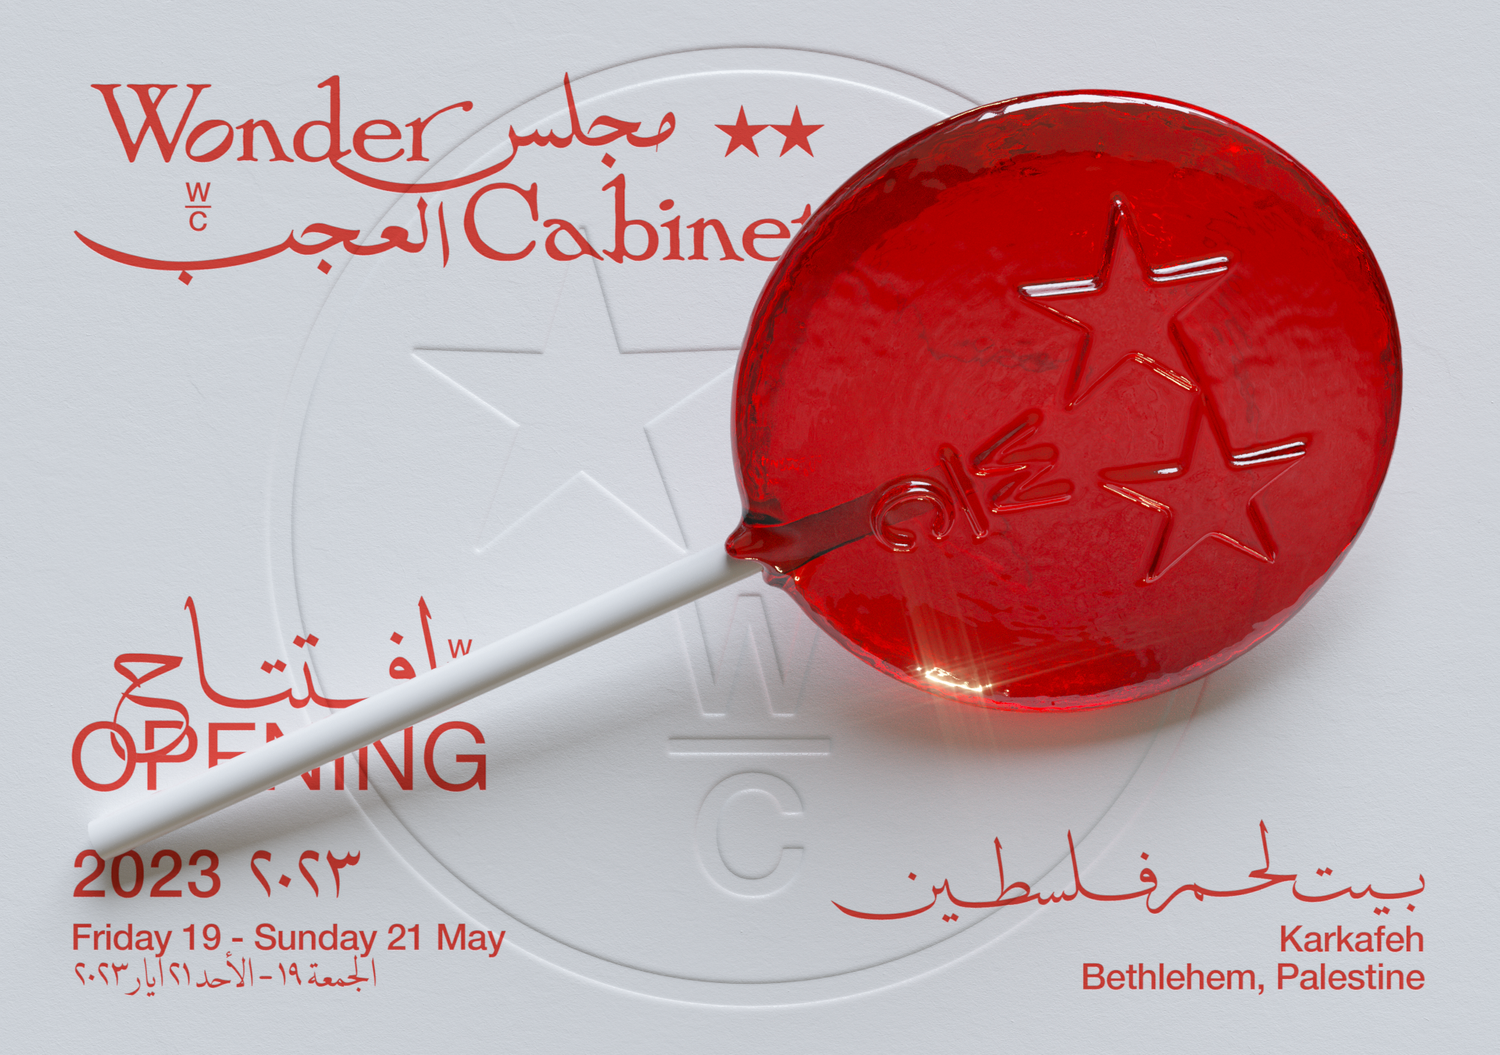 Wonder مجلس ★★
W
C
العجب Cabinet
افتتاح
W
OPENING
2023 ٢٠٢٣
Friday 19 - Sunday 21 May
الجمعة ١٩ - الأحد ٢١ أيار ٢٠٢٣
W
C
W
C
بيت لحم فلسطين
Karkafeh
Bethlehem, Palestine